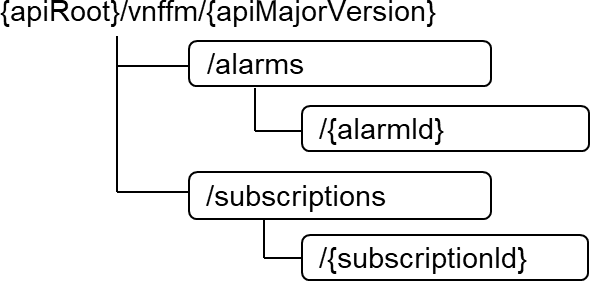 {apiRoot}/vnffm/{apiMajorVersion}
/alarms
/{alarmId}
/subscriptions
/{subscriptionId}